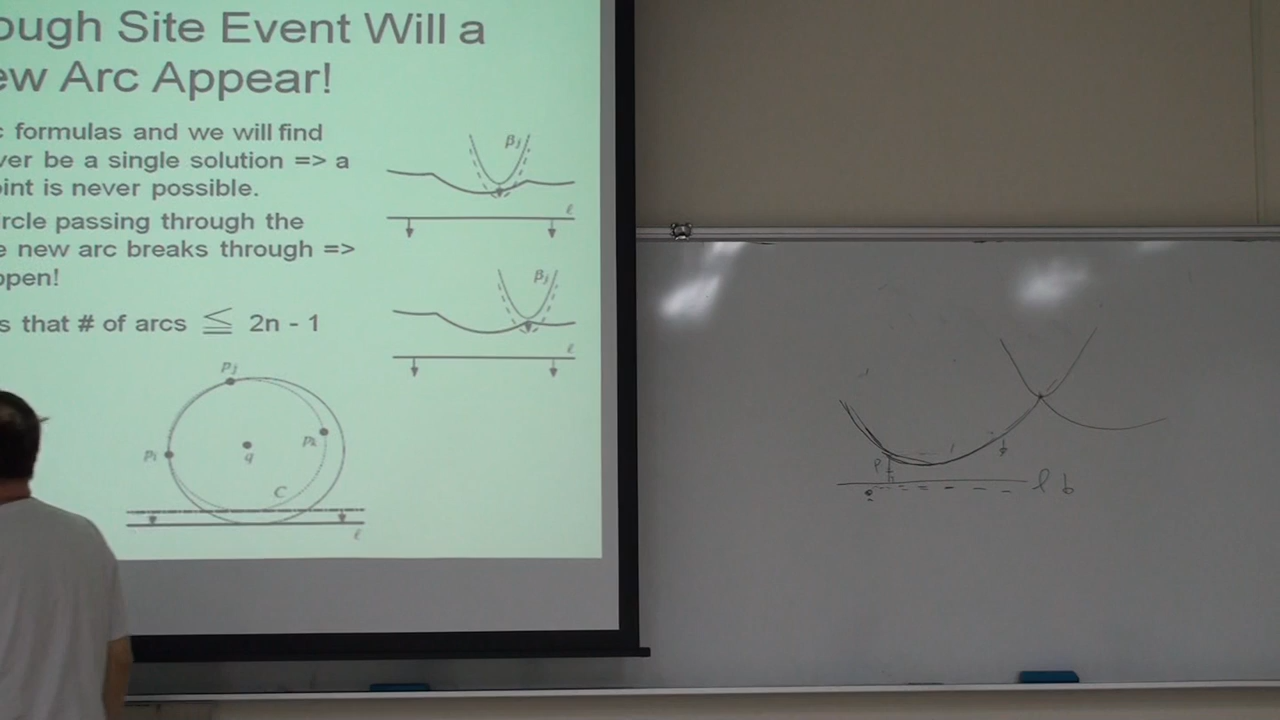 ough Site Event Will a
ew Arc Appear!
c formulas and we will find
ver be a single solution => a
oint is never possible.
rcle passing through the
e new arc breaks through =>
ppen!
s that # of arcs ≦ 2n - 1
βj
ℓ
βj
ℓ
pj
pi
q
pk
C
ℓ
P
ℓ b